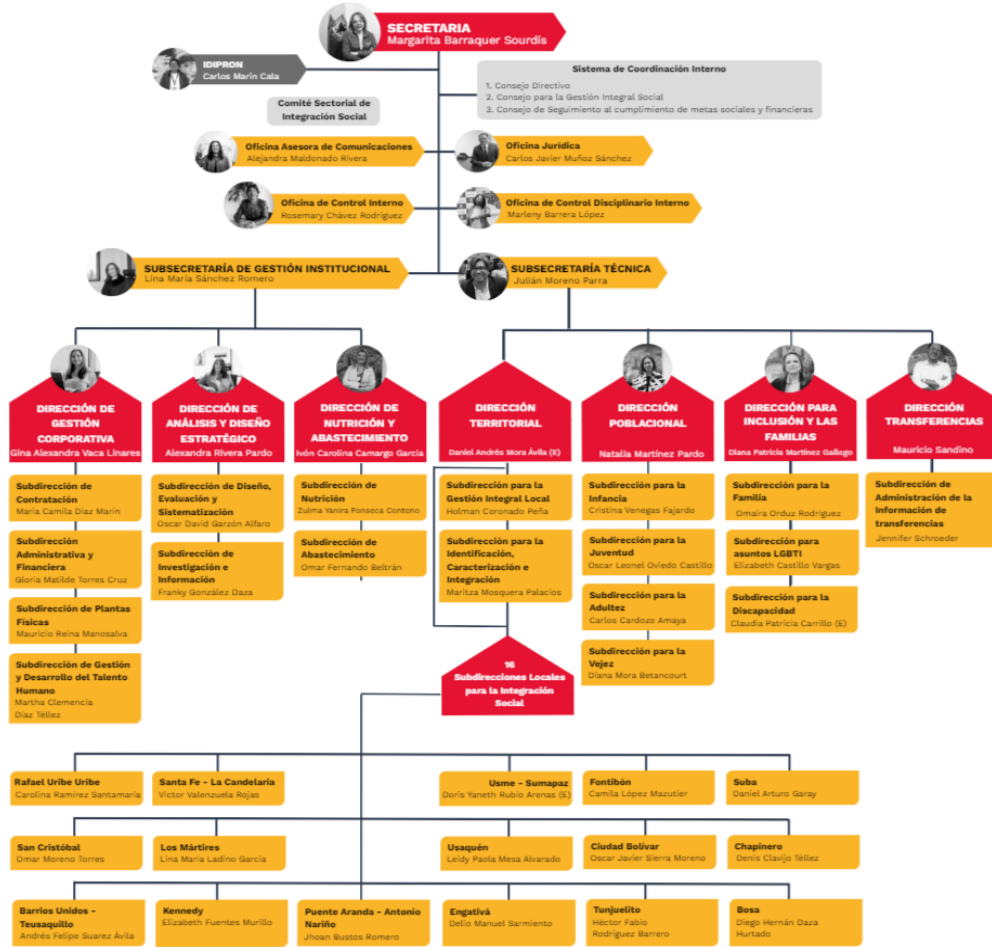 SECRETARIA
Margarita Barraquer Sourdis
IDIPRON
Carlos Marín Cala
Sistema de Coordinación Interno
1. Consejo Directivo
2. Consejo para la Gestión Integral Social
3. Consejo de Seguimiento al cumplimiento de metas sociales y financieras
Comité Sectorial de
Integración Social
Oficina Asesora de Comunicaciones
Alejandra Maldonado Rivera
Oficina Jurídica
Carlos Javier Muñoz Sánchez
Oficina de Control Interno
Rosemary Chávez Rodríguez
Oficina de Control Disciplinario Interno
Marleny Barrera López
SUBSECRETARÍA DE GESTIÓN INSTITUCIONAL
Lina María Sánchez Romero
SUBSECRETARÍA TÉCNICA
Julián Moreno Parra
DIRECCIÓN DE
GESTIÓN
CORPORATIVA
Gina Alexandra Vaca Linares
DIRECCIÓN DE
ANÁLISIS Y DISEÑO
ESTRATÉGICO
Alexandra Rivera Pardo
DIRECCIÓN DE
NUTRICIÓN Y
ABASTECIMIENTO
Ivón Carolina Camargo García
DIRECCIÓN
TERRITORIAL
Daniel Andrés Mora Ávila (E)
DIRECCIÓN
POBLACIONAL
Natalia Martínez Pardo
DIRECCIÓN PARA
INCLUSIÓN Y LAS
FAMILIAS
Diana Patricia Martínez Gallego
DIRECCIÓN
TRANSFERENCIAS
Mauricio Sandino
Subdirección de
Contratación
Maria Camila Díaz Marín
Subdirección
Administrativa y
Financiera
Gloria Matilde Torres Cruz
Subdirección de Plantas
Físicas
Mauricio Reina Manosalva
Subdirección de Gestión
y Desarrollo del Talento
Humano
Martha Clemencia
Díaz Téllez
Subdirección de Diseño,
Evaluación y
Sistematización
Oscar David Garzón Alfaro
Subdirección de
Investigación e
Información
Franky González Daza
Subdirección de
Nutrición
Zulma Yanira Fonseca Centeno
Subdirección de
Abastecimiento
Omar Fernando Beltrán
Subdirección para la
Gestión Integral Local
Holman Coronado Peña
Subdirección para la
Identificación,
Caracterización e
Integración
Maritza Mosquera Palacios
Subdirección para la
Infancia
Cristina Venegas Fajardo
Subdirección para la
Juventud
Oscar Leonel Oviedo Castillo
Subdirección para la
Adultez
Carlos Cardozo Amaya
Subdirección para la
Vejez
Diana Mora Betancourt
Subdirección para la
Familia
Omaira Orduz Rodríguez
Subdirección para
asuntos LGBTI
Elizabeth Castillo Vargas
Subdirección para la
Discapacidad
Claudia Patricia Carrillo (E)
Subdirección de
Administración de la
Información de
transferencias
Jennifer Schroeder
16
Subdirecciones Locales
para la Integración
Social
Rafael Uribe Uribe
Carolina Ramírez Santamaría
Santa Fe - La Candelaria
Victor Valenzuela Rojas
Usme - Sumapaz
Doris Yaneth Rubio Arenas (E)
Fontibón
Camila López Mazutier
Suba
Daniel Arturo Garay
San Cristóbal
Omar Moreno Torres
Los Mártires
Lina María Ladino García
Usaquén
Leidy Paola Mesa Alvarado
Ciudad Bolívar
Oscar Javier Sierra Moreno
Chapinero
Denis Clavijo Téllez
Barrios Unidos -
Teusaquillo
Andrés Felipe Suarez Ávila
Kennedy
Elizabeth Fuentes Murillo
Puente Aranda - Antonio
Nariño
Jhoan Bustos Romero
Engativá
Delio Manuel Sarmiento
Tunjuelito
Héctor Fabio
Rodríguez Barrero
Bosa
Diego Hernán Daza
Hurtado